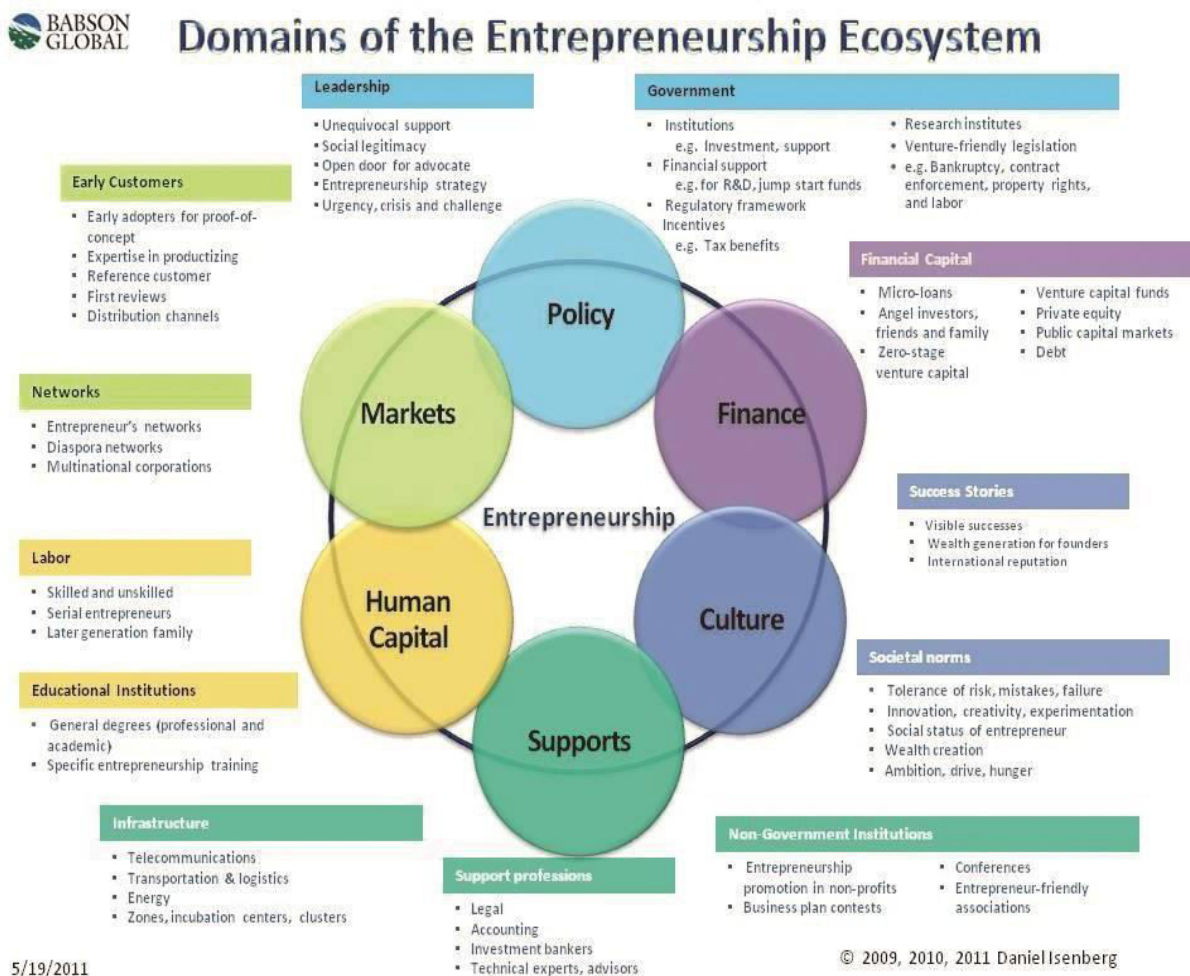 BABSON
GLOBAL
Domains of the Entrepreneurship Ecosystem
Leadership
▪ Unequivocal support
▪ Social legitimacy
▪ Open door for advocate
▪ Entrepreneurship strategy
▪ Urgency, crisis and challenge
Government
▪ Institutions
e.g. Investment, support
▪ Financial support
e.g. for R&D, jump start funds
▪ Regulatory framework
Incentives
e.g. Tax benefits
• Research institutes
• Venture-friendly legislation
• e.g. Bankruptcy, contract
enforcement, property rights,
and labor
Early Customers
▪ Early adopters for proof-of-
concept
▪ Expertise in productizing
▪ Reference customer
▪ First reviews
▪ Distribution channels
Financial Capital
▪ Micro-loans
▪ Angel investors,
friends and family
▪ Zero-stage
venture capital
▪ Venture capital funds
▪ Private equity
▪ Public capital markets
▪ Debt
Networks
▪ Entrepreneur's networks
▪ Diaspora networks
▪ Multinational corporations
Policy
Markets
Finance
Entrepreneurship
Human
Capital
Culture
Supports
Success Stories
▪ Visible successes
▪ Wealth generation for founders
▪ International reputation
Labor
▪ Skilled and unskilled
▪ Serial entrepreneurs
▪ Later generation family
Societal norms
▪ Tolerance of risk, mistakes, failure
▪ Innovation, creativity, experimentation
▪ Social status of entrepreneur
▪ Wealth creation
▪ Ambition, drive, hunger
Educational Institutions
▪ General degrees (professional and
academic)
▪ Specific entrepreneurship training
Infrastructure
▪ Telecommunications
▪ Transportation & logistics
▪ Energy
▪ Zones, incubation centers, clusters
Support professions
▪ Legal
▪ Accounting
▪ Investment bankers
▪ Technical experts, advisors
Non-Government Institutions
▪ Entrepreneurship
promotion in non-profits
▪ Business plan contests
▪ Conferences
▪ Entrepreneur-friendly
associations
5/19/2011
© 2009, 2010, 2011 Daniel Isenberg